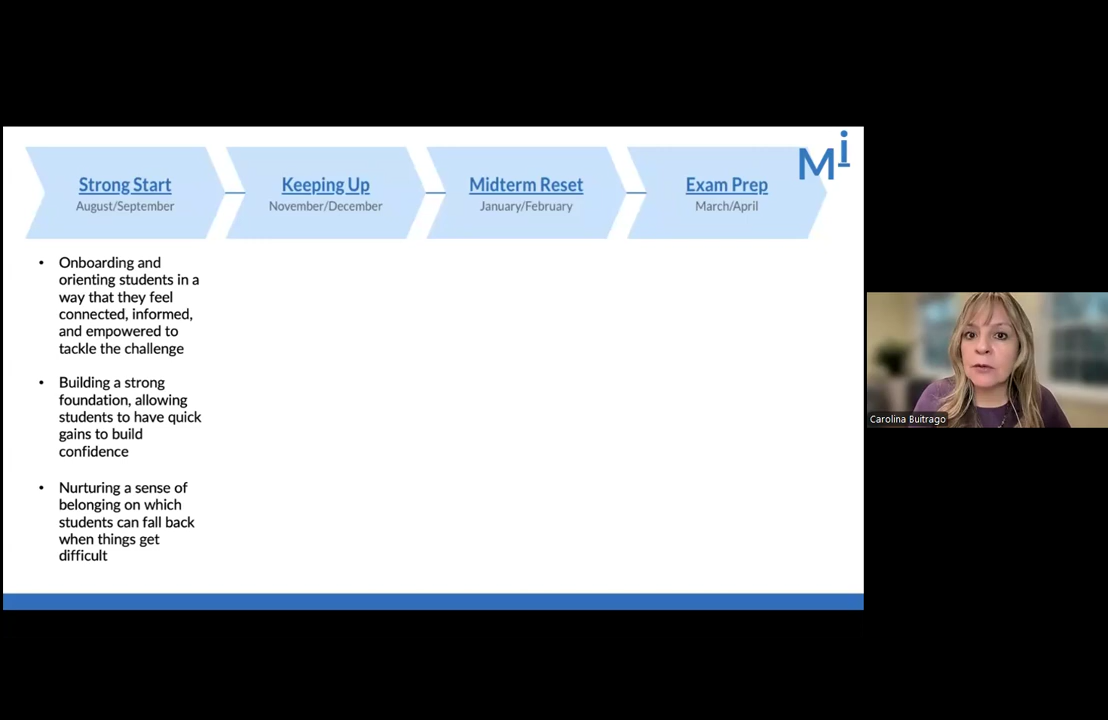 Strong Start
August/September
Keeping Up
November/December
Midterm Reset
January/February
Exam Prep
March/April
Mi
• Onboarding and
orienting students in a
way that they feel
connected, informed,
and empowered to
tackle the challenge
• Building a strong
foundation, allowing
students to have quick
gains to build
confidence
• Nurturing a sense of
belonging on which
students can fall back
when things get
difficult
Carolina Buitrago